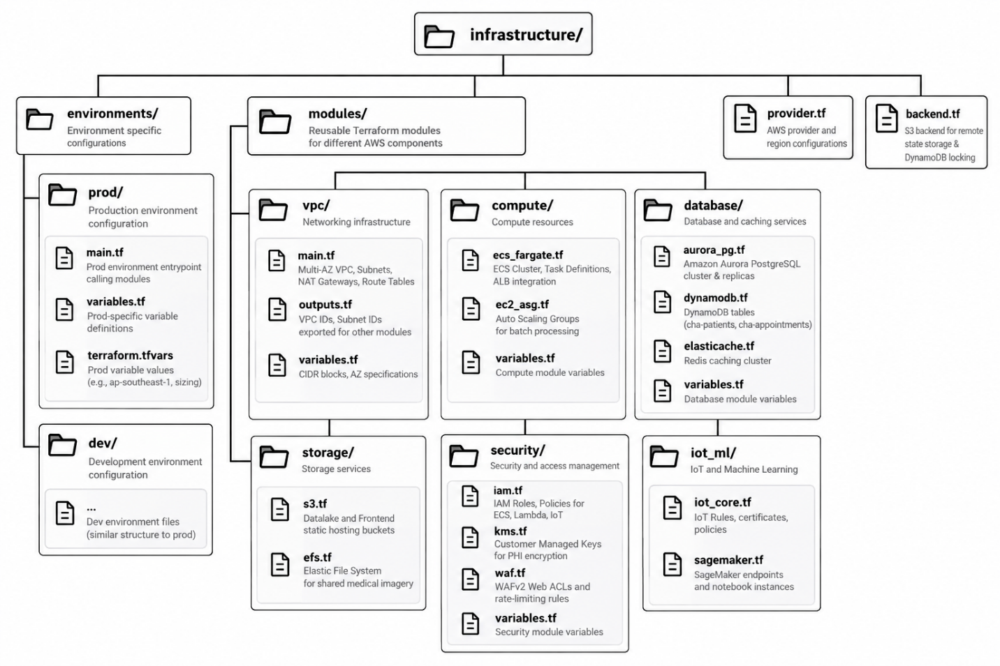 infrastructure/
environments/
Environment specific
configurations
modules/
Reusable Terraform modules
for different AWS components
provider.tf
AWS provider and
region configurations
backend.tf
S3 backend for remote
state storage &
DynamoDB locking
prod/
Production environment
configuration
main.tf
Prod environment entrypoint
calling modules
variables.tf
Prod-specific variable
definitions
terraform.tfvars
Prod variable values
(e.g., ap-southeast-1, sizing)
dev/
Development environment
configuration
...
Dev environment files
(similar structure to prod)
vpc/
Networking infrastructure
main.tf
Multi-AZ VPC, Subnets,
NAT Gateways, Route Tables
outputs.tf
VPC IDs, Subnet IDs
exported for other modules
variables.tf
CIDR blocks, AZ specifications
compute/
Compute resources
ecs_fargate.tf
ECS Cluster, Task Definitions,
ALB integration
ec2_asg.tf
Auto Scaling Groups
for batch processing
variables.tf
Compute module variables
database/
Database and caching services
aurora_pg.tf
Amazon Aurora PostgreSQL
cluster & replicas
dynamodb.tf
DynamoDB tables
(cha-patients, cha-appointments)
elasticache.tf
Redis caching cluster
variables.tf
Database module variables
storage/
Storage services
s3.tf
Datalake and Frontend
static hosting buckets
efs.tf
Elastic File System
for shared medical imagery
security/
Security and access management
iam.tf
IAM Roles, Policies for
ECS, Lambda, IoT
kms.tf
Customer Managed Keys
for PHI encryption
waf.tf
WAFv2 Web ACLs and
rate-limiting rules
variables.tf
Security module variables
iot_ml/
IoT and Machine Learning
iot_core.tf
IoT Rules, certificates,
policies
sagemaker.tf
SageMaker endpoints
and notebook instances